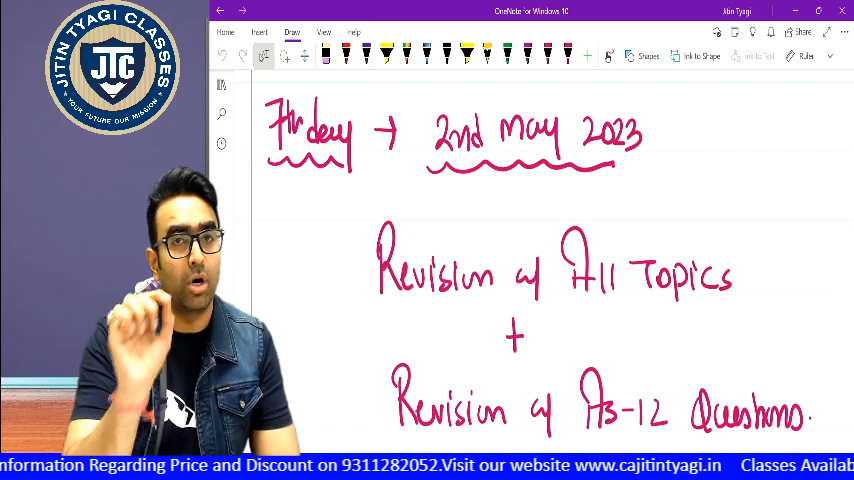 JITIN TYAGI CLASSES
JTC
YOUR FUTURE OUR MISSION
OneNote for Windows 10
Jitin Tyagi
Home Insert Draw View Help
Shapes Ink to Shape Ink to Text Share Ruler
7th day → 2nd May 2023
Revision of All Topics
+
Revision of As-12 Questions.
nformation Regarding Price and Discount on 9311282052.Visit our website www.cajitintyagi.in Classes Availab